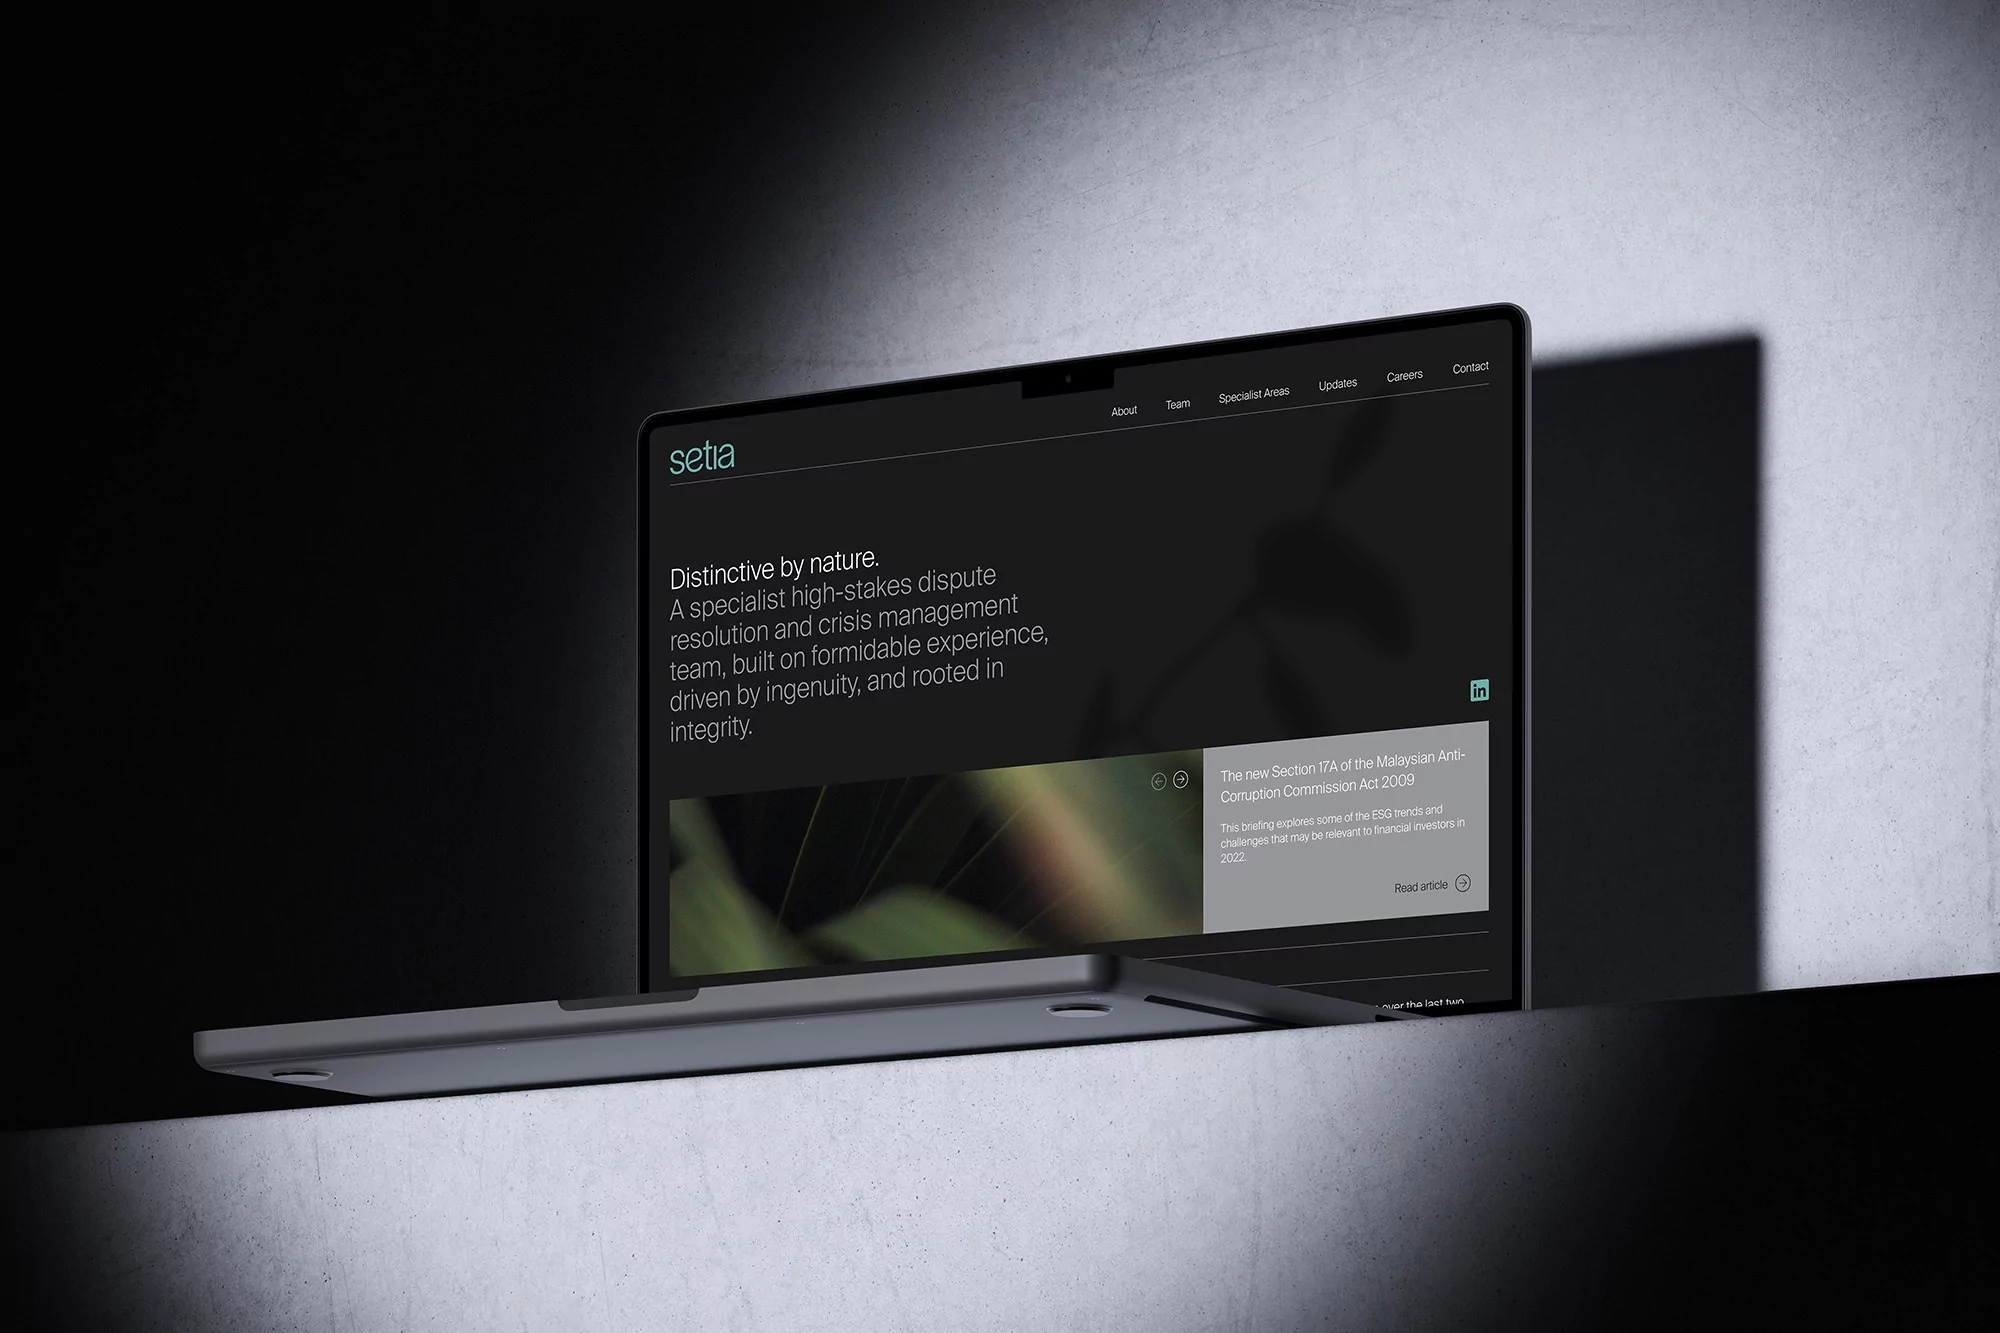 setia
About
Team
Specialist Areas
Updates
Careers
Contact
Distinctive by nature.
A specialist high-stakes dispute
resolution and crisis management
team, built on formidable experience,
driven by ingenuity, and rooted in
integrity.
in
The new Section 17A of the Malaysian Anti-
Corruption Commission Act 2009
This briefing explores some of the ESG trends and
challenges that may be relevant to financial investors in
2022.
Read article
over the last two